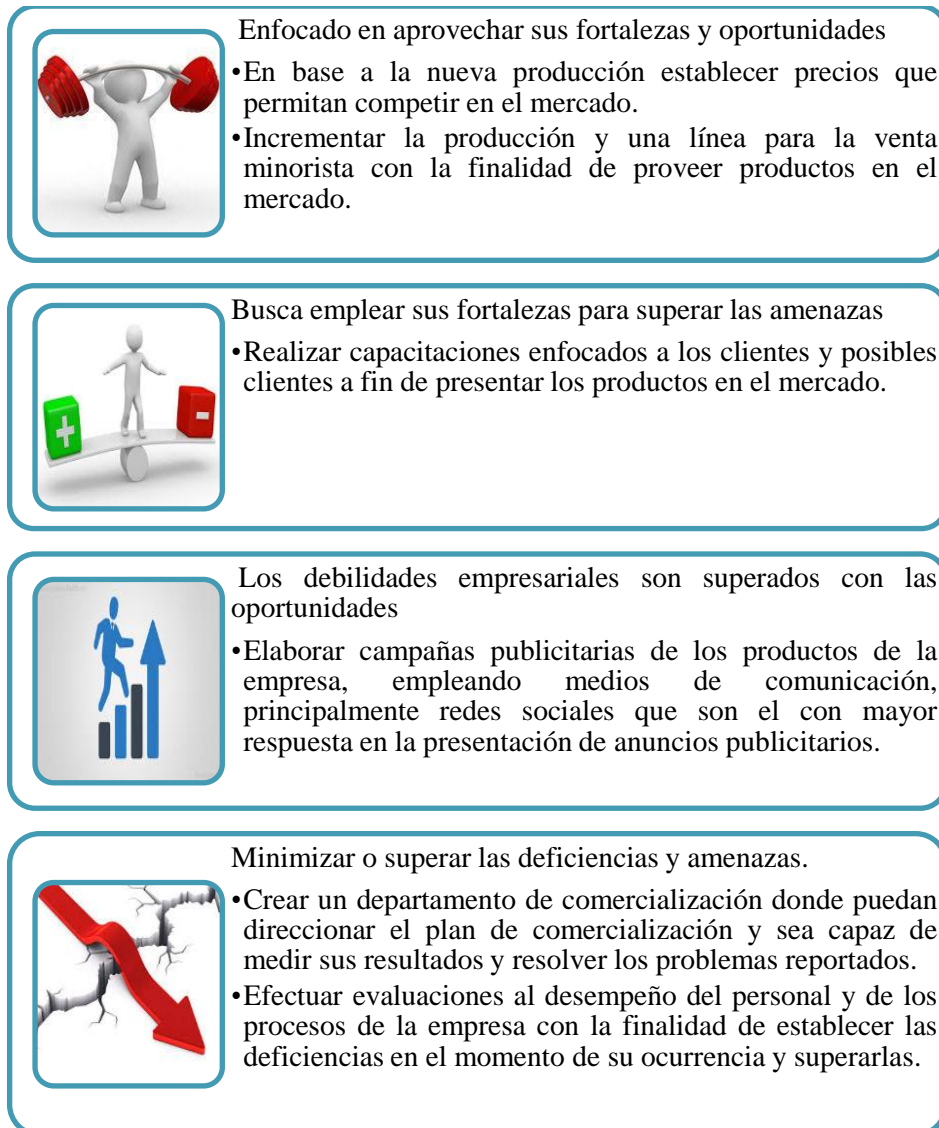 Enfocado en aprovechar sus fortalezas y oportunidades
•En base a la nueva producción establecer precios que
permitan competir en el mercado.
•Incrementar la producción y una línea para la venta
minorista con la finalidad de proveer productos en el
mercado.
Busca emplear sus fortalezas para superar las amenazas
•Realizar capacitaciones enfocados a los clientes y posibles
clientes a fin de presentar los productos en el mercado.
Los debilidades empresariales son superados con las
oportunidades
•Elaborar campañas publicitarias de los productos de la
empresa, empleando medios de comunicación,
principalmente redes sociales que son el con mayor
respuesta en la presentación de anuncios publicitarios.
Minimizar o superar las deficiencias y amenazas.
•Crear un departamento de comercialización donde puedan
direccionar el plan de comercialización y sea capaz de
medir sus resultados y resolver los problemas reportados.
•Efectuar evaluaciones al desempeño del personal y de los
procesos de la empresa con la finalidad de establecer las
deficiencias en el momento de su ocurrencia y superarlas.